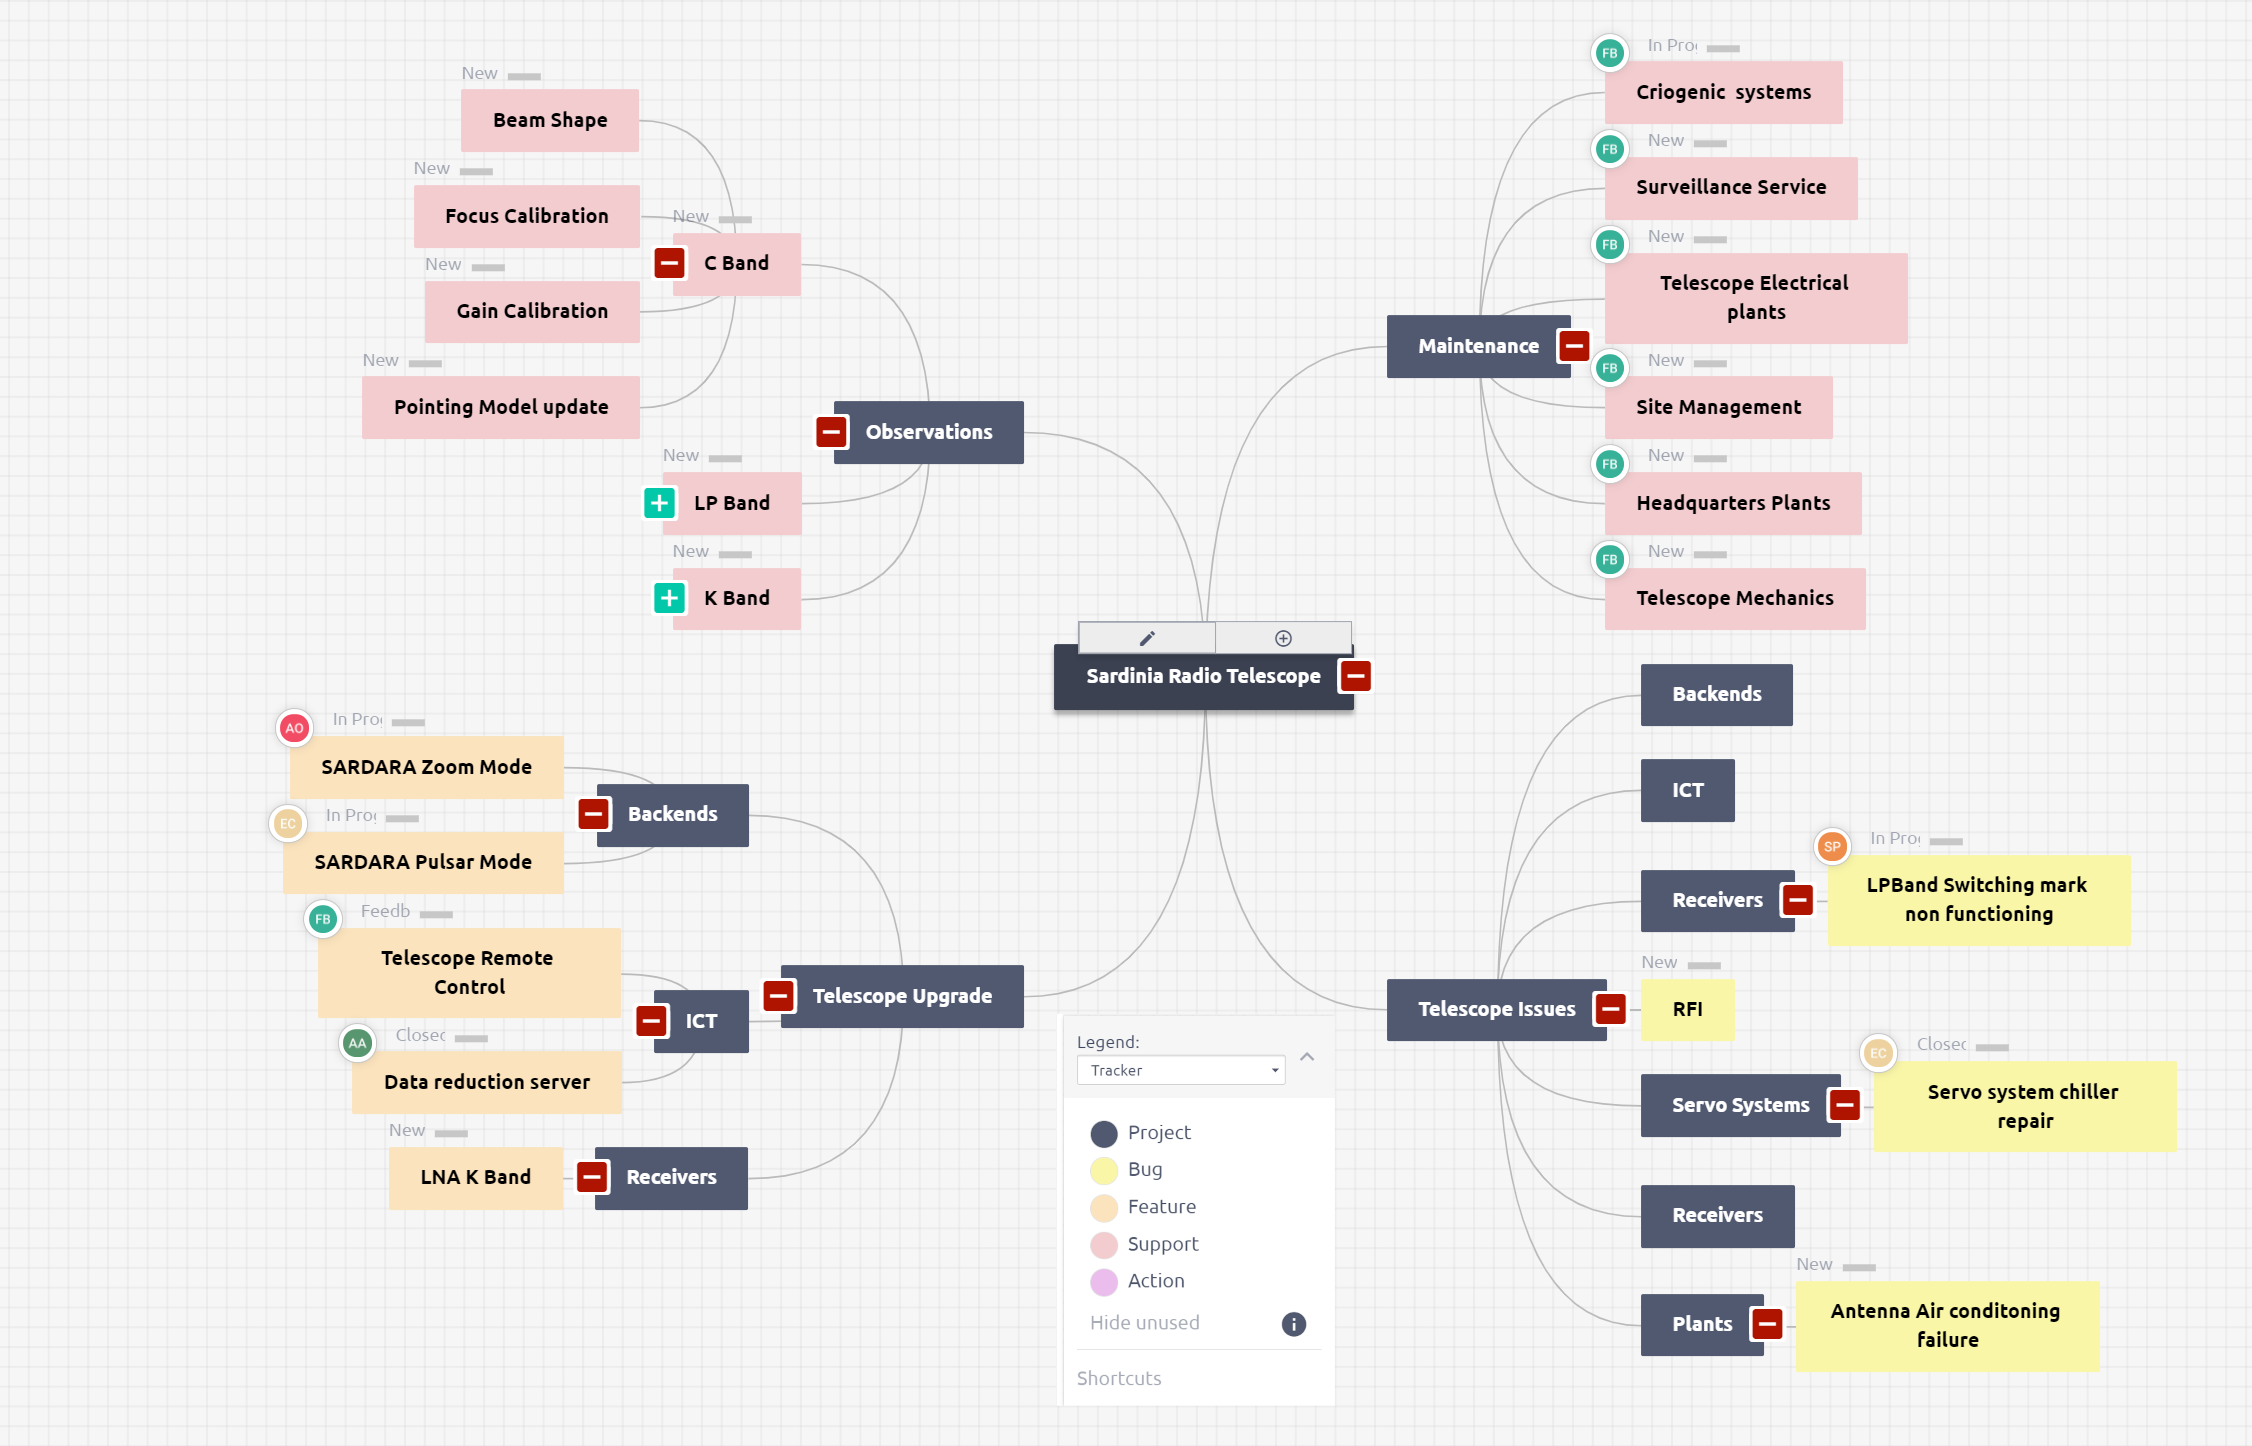 New
Beam Shape
New
Focus Calibration
New
Gain Calibration
New
Pointing Model update
New
C Band
Observations
New
LP Band
New
K Band
FB
In Prog
Criogenic  systems
FB
New
Surveillance Service
FB
New
Telescope Electrical
plants
Maintenance
FB
New
Site Management
FB
New
Headquarters Plants
FB
New
Telescope Mechanics
Sardinia Radio Telescope
AO
In Prog
SARDARA Zoom Mode
EC
In Prog
SARDARA Pulsar Mode
Backends
FB
Feedb
Telescope Remote
Control
AA
Closed
Data reduction server
ICT
Telescope Upgrade
New
LNA K Band
Receivers
Backends
ICT
Receivers
SP
In Prog
LPBand Switching mark
non functioning
Telescope Issues
New
RFI
Servo Systems
EC
Closed
Servo system chiller
repair
Receivers
Plants
New
Antenna Air conditoning
failure
Legend:
Tracker
Project
Bug
Feature
Support
Action
Hide unused
Shortcuts